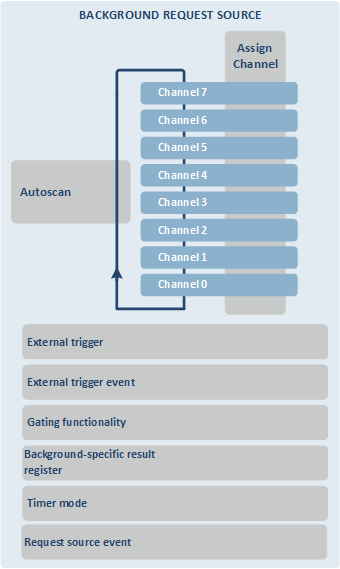 BACKGROUND REQUEST SOURCE
Assign
Channel
Channel 7
Channel 6
Channel 5
Channel 4
Autoscan
Channel 3
Channel 2
Channel 1
Channel 0
External trigger
External trigger event
Gating functionality
Background-specific result
register
Timer mode
Request source event